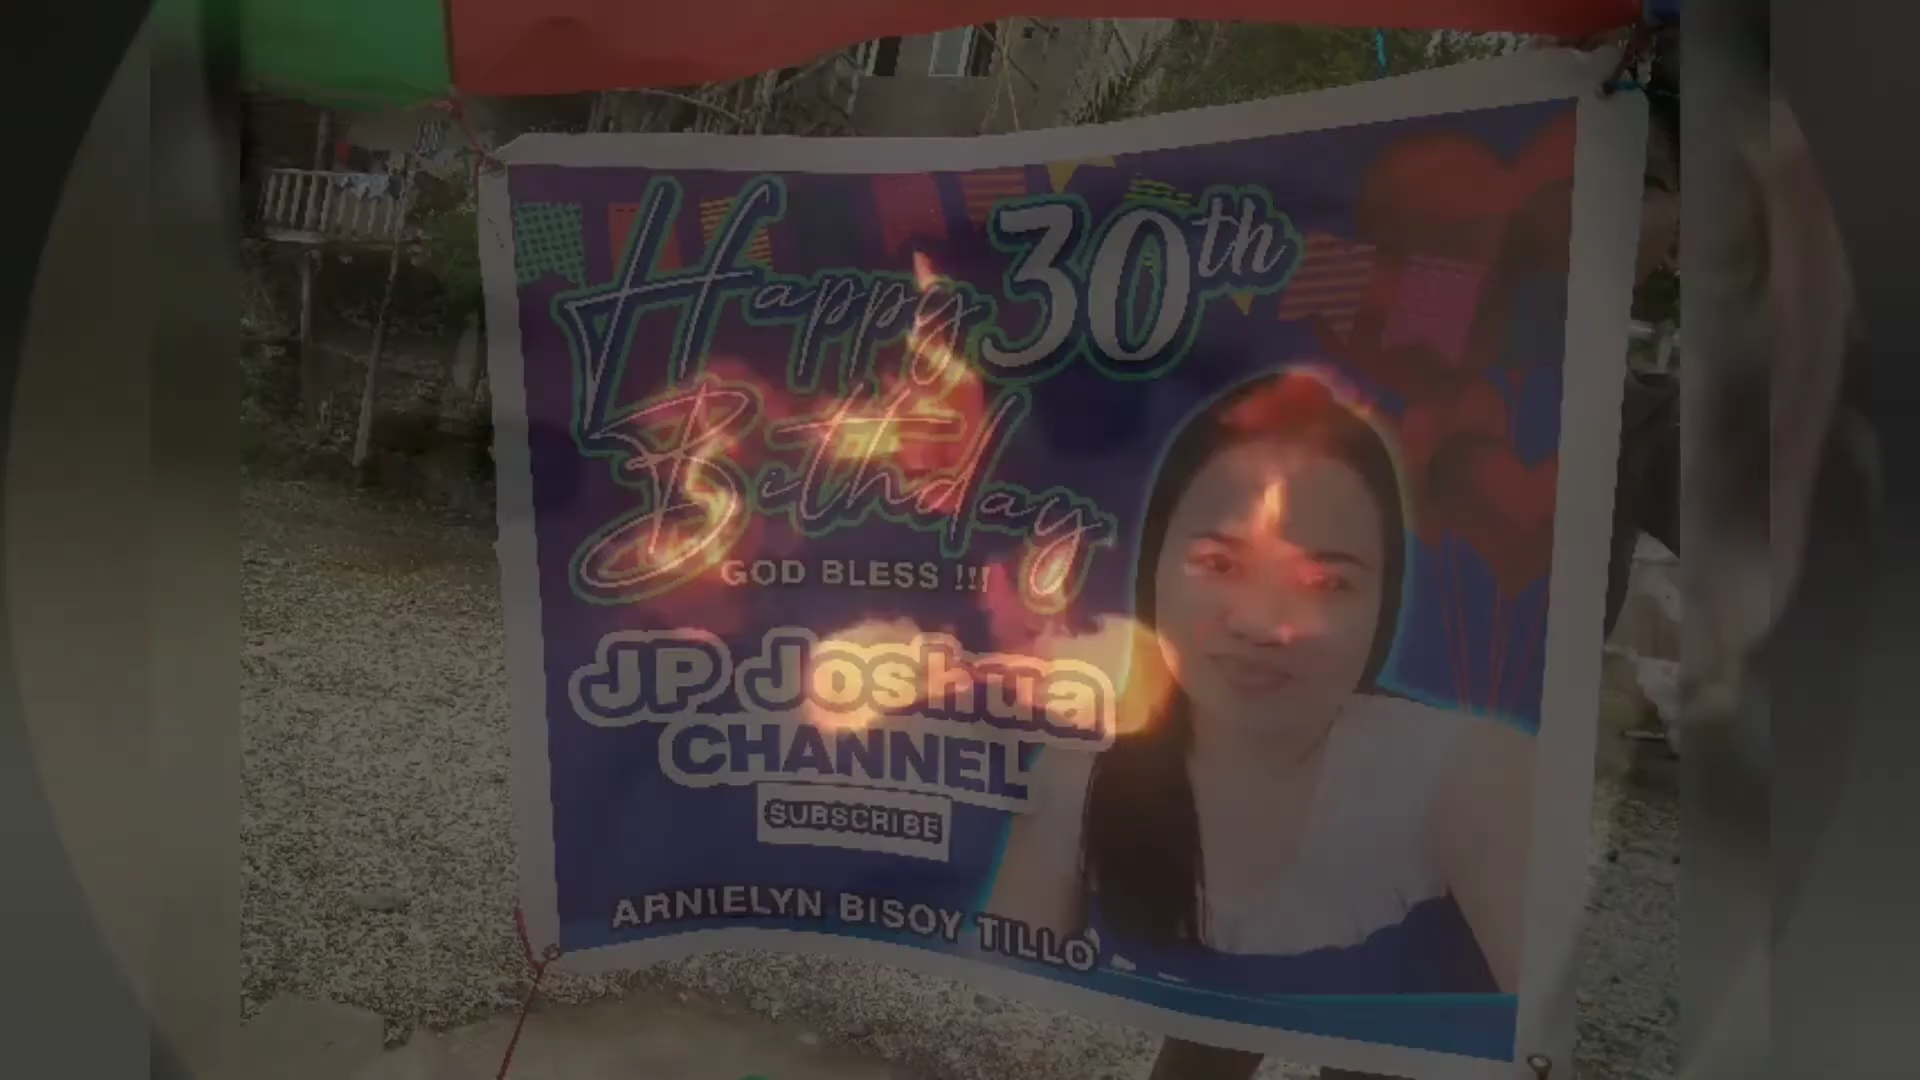 Happy 30th
Birthday
GOD BLESS !!!
JP Joshua
CHANNEL
SUBSCRIBE
ARNIELYN BISOY TILLO